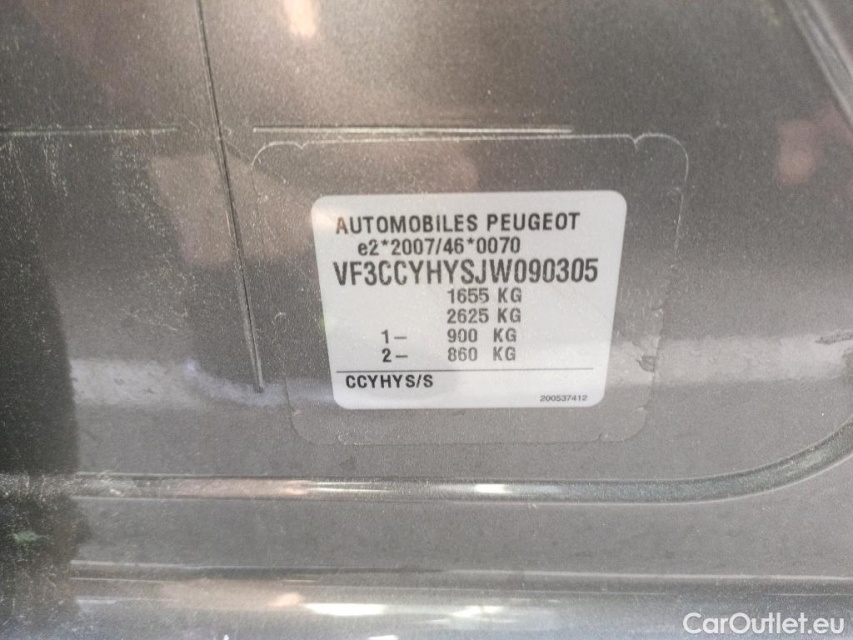 AUTOMOBILES PEUGEOT
e2*2007/46*0070
VF3CCYHYSJW090305
1655 KG
2625 KG
1- 900 KG
2- 860 KG
CCYHYS/S
200537412
CarOutlet.eu